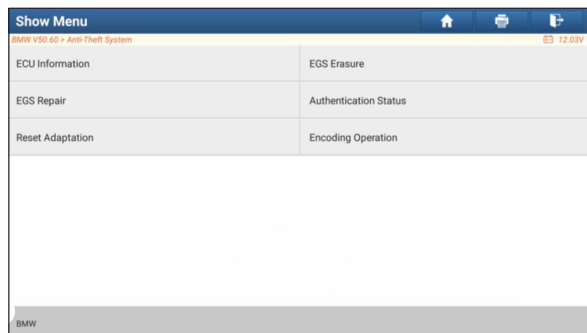 Show Menu
BMW V50.60 > Anti-Theft System
12.03V
ECU Information
EGS Erasure
EGS Repair
Authentication Status
Reset Adaptation
Encoding Operation
BMW